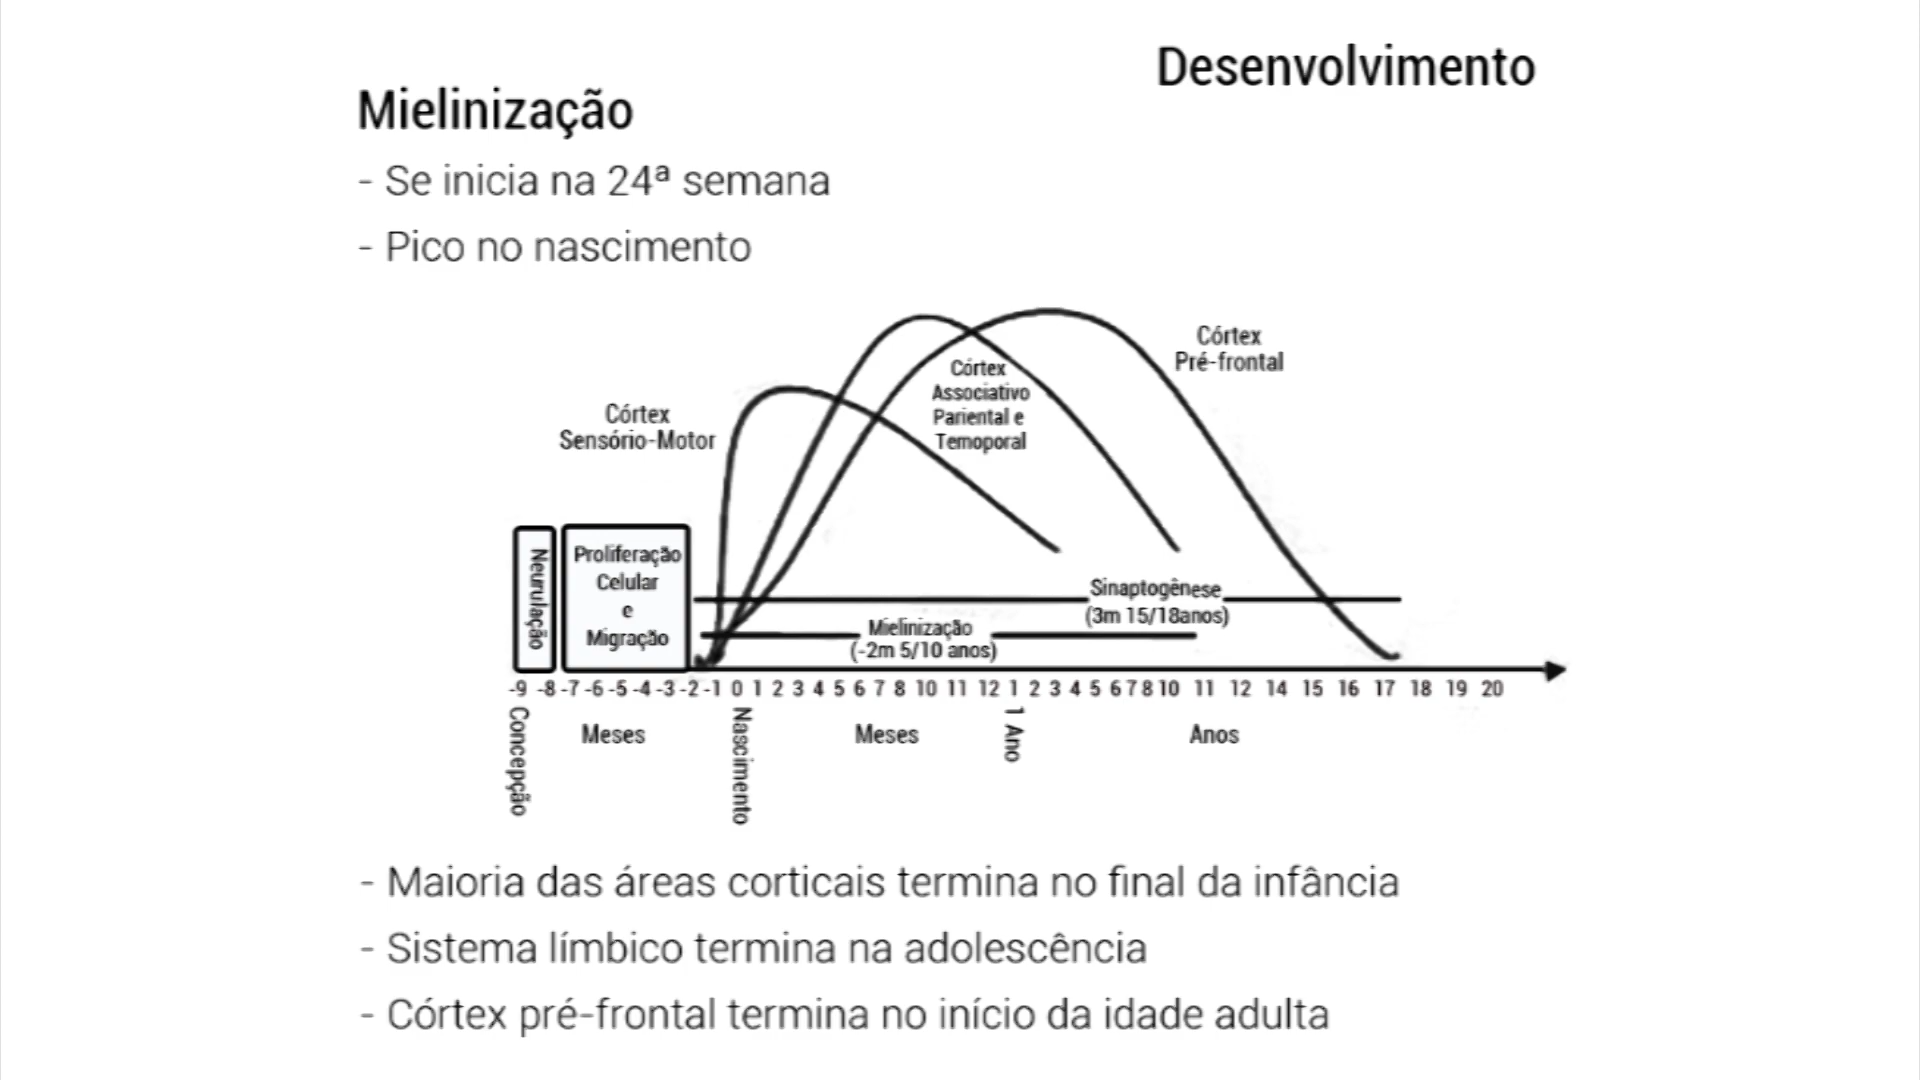 Desenvolvimento
Mielinização
- Se inicia na 24ª semana
- Pico no nascimento
Córtex
Pré-frontal
Córtex
Associativo
Pariental e
Temoporal
Córtex
Sensório-Motor
Neurulação
Proliferação
Celular
e
Migração
Sinaptogênese
(3m 15/18anos)
Mielinização
(-2m 5/10 anos)
-9 -8 -7 -6 -5 -4 -3 -2 -1 0 1 2 3 4 5 6 7 8 10 11 12 1 2 3 4 5 6 7 8 10 11 12 14 15 16 17 18 19 20
Concepção
Meses
Nascimento
Meses
1 Ano
Anos
- Maioria das áreas corticais termina no final da infância
- Sistema límbico termina na adolescência
- Córtex pré-frontal termina no início da idade adulta